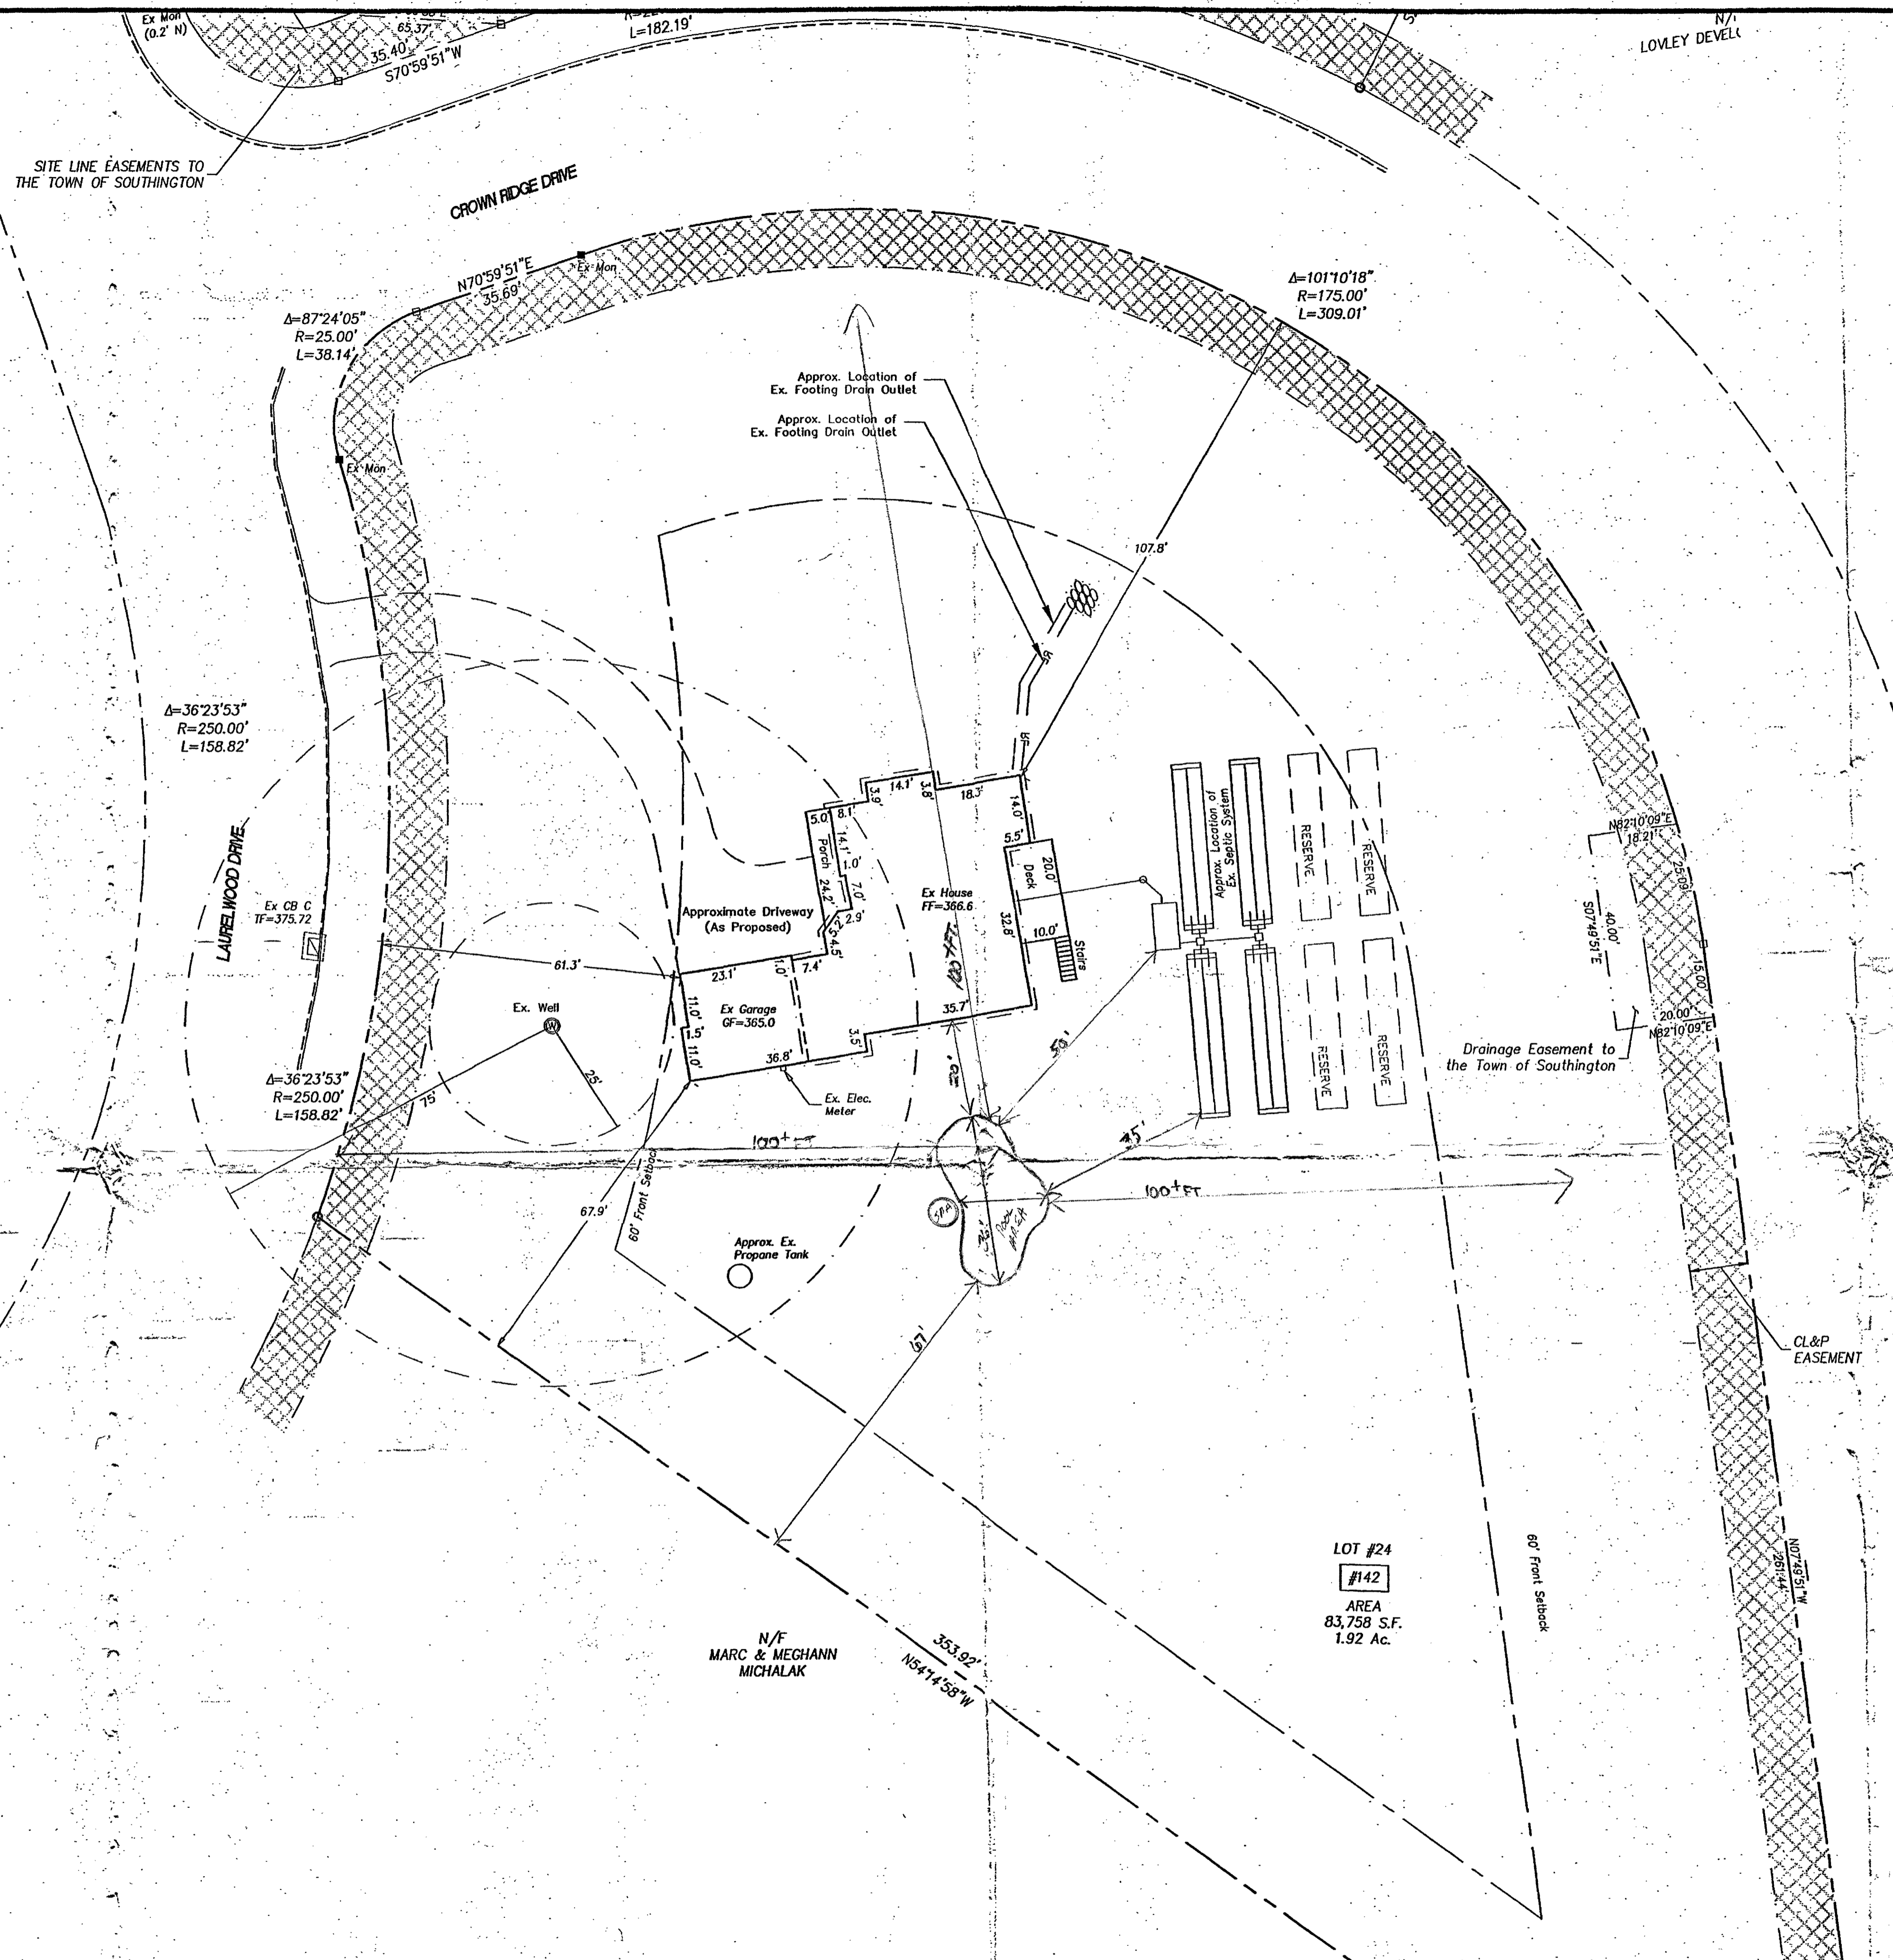 Ex Mon
(0.2' N)
65.37'
35.40'
S70°59'51"W
L=182.19'
N/
LOVLEY DEVEL
SITE LINE EASEMENTS TO
THE TOWN OF SOUTHINGTON
CROWN RIDGE DRIVE
N70°59'51"E
35.69'
Ex Mon
Δ=87°24'05"
R=25.00'
L=38.14'
Δ=101°10'18"
R=175.00'
L=309.01'
Approx. Location of
Ex. Footing Drain Outlet
Approx. Location of
Ex. Footing Drain Outlet
Ex Mon
107.8'
Δ=36°23'53"
R=250.00'
L=158.82'
LAURELWOOD DRIVE
Ex CB C
TF=375.72
61.3'
Approximate Driveway
(As Proposed)
5.0'
8.1'
3.9'
14.1'
3.8'
18.3'
14.0'
5.5'
Porch
24.2'
14.1'
1.0'
7.0'
2.9'
5.2'
4.5'
7.4'
1.0'
23.1'
Ex House
FF=366.6
Deck
20.0'
32.8'
10.0'
Stairs
Approx. Location of
Ex. Septic System
RESERVE
RESERVE
RESERVE
RESERVE
N82°10'09"E
18.21'
25.09'
40.00'
S07°49'51"E
15.00'
20.00'
N82°10'09"E
Drainage Easement to
the Town of Southington
Ex. Well
W
11.0'
1.5'
11.0'
Ex Garage
GF=365.0
36.8'
3.5'
35.7'
Ex. Elec.
Meter
25'
75'
Δ=36°23'53"
R=250.00'
L=158.82'
100+ FT
20'
35'
100+ FT
67.9'
60' Front Setback
SPA
POOL
Approx. Ex.
Propane Tank
67'
CL&P
EASEMENT
LOT #24
#142
AREA
83,758 S.F.
1.92 Ac.
60' Front Setback
N07°49'51"W
261.44'
N/F
MARC & MEGHANN
MICHALAK
353.92'
N54°14'58"W